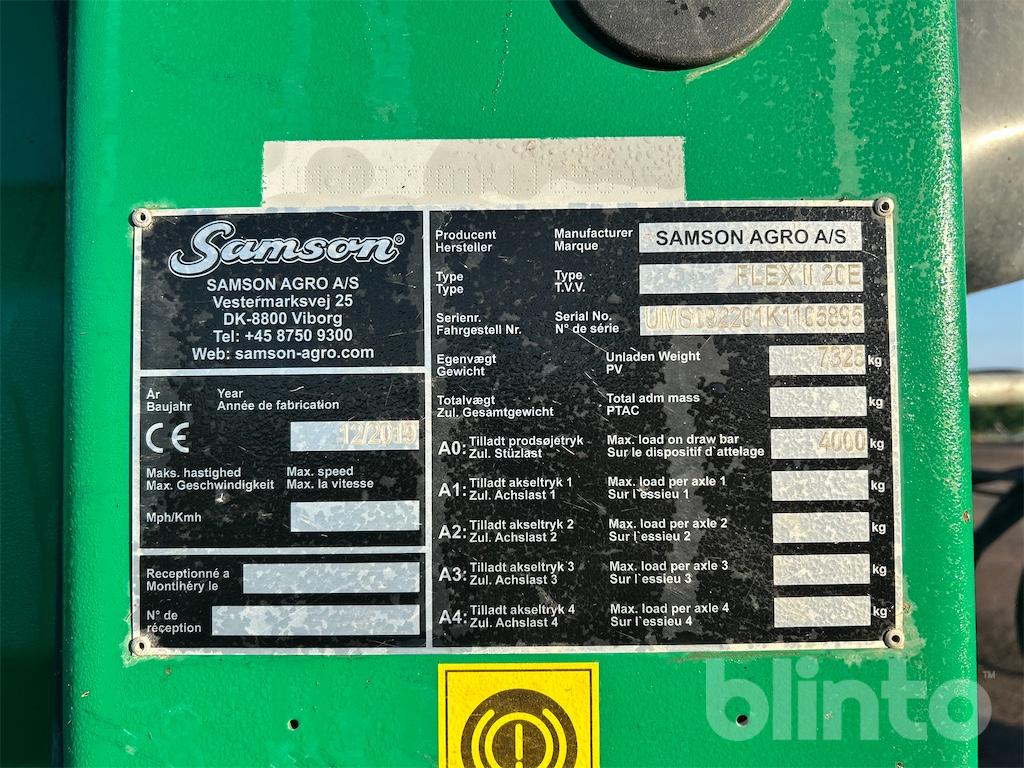 Samson®
SAMSON AGRO A/S
Vestermarksvej 25
DK-8800 Viborg
Tel: +45 8750 9300
Web: samson-agro.com
År Year
Baujahr Année de fabrication
CE 12/2019
Maks. hastighed Max. speed
Max. Geschwindigkeit Max. la vitesse
Mph/Kmh
Receptionné a
Montlhéry le
N° de
réception
Producent Manufacturer SAMSON AGRO A/S
Hersteller Marque
Type Type FLEX II 20E
Type T.V.V.
Serienr. Serial No.
Fahrgestell Nr. N° de série
Egenvægt Unladen Weight kg
Gewicht PV
Totalvægt Total adm mass kg
Zul. Gesamtgewicht PTAC
A0: Tilladt prodsøjetryk Max. load on draw bar 4000 kg
Zul. Stüzlast Sur le dispositif d`attelage
A1: Tilladt akseltryk 1 Max. load per axle 1 kg
Zul. Achslast 1 Sur l`essieu 1
A2: Tilladt akseltryk 2 Max. load per axle 2 kg
Zul. Achslast 2 Sur l`essieu 2
A3: Tilladt akseltryk 3 Max. load per axle 3 kg
Zul. Achslast 3 Sur l`essieu 3
A4: Tilladt akseltryk 4 Max. load per axle 4 kg
Zul. Achslast 4 Sur l`essieu 4
blinto™